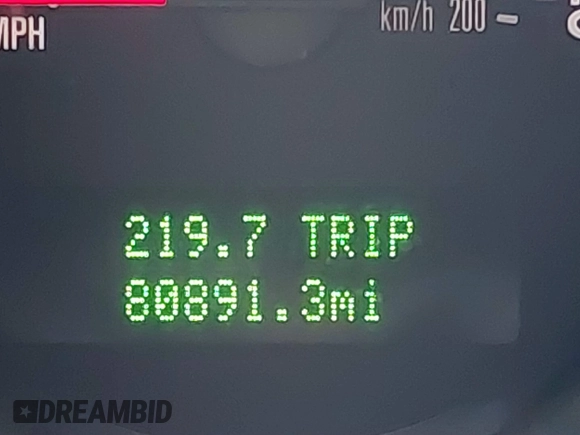 MPH
km/h 200
219.7 TRIP
80891.3mi
DREAMBID